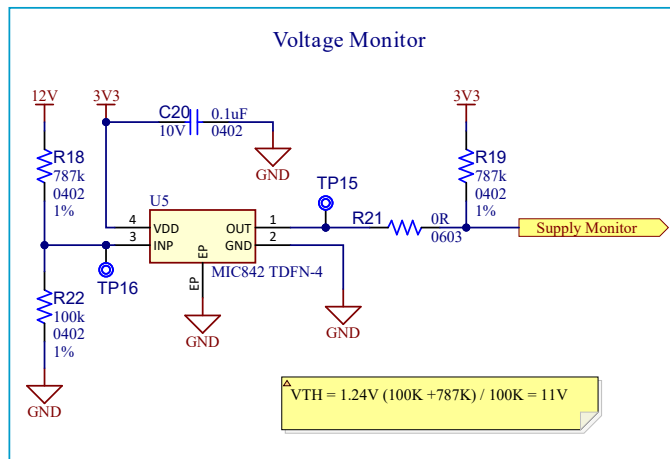 Voltage Monitor
12V
3V3
3V3
C20
10V
0.1uF
0402
GND
R18
787k
0402
1%
R19
787k
0402
1%
U5
TP15
R21
0R
0603
Supply Monitor
4
VDD
OUT
1
3
INP
GND
2
EP
EP
MIC842 TDFN-4
TP16
R22
100k
0402
1%
GND
GND
GND
VTH = 1.24V (100K +787K) / 100K = 11V